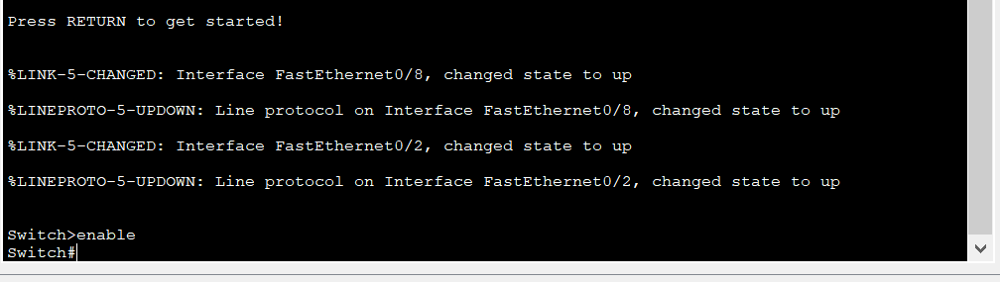 Press RETURN to get started!
%LINK-5-CHANGED: Interface FastEthernet0/8, changed state to up
%LINEPROTO-5-UPDOWN: Line protocol on Interface FastEthernet0/8, changed state to up
%LINK-5-CHANGED: Interface FastEthernet0/2, changed state to up
%LINEPROTO-5-UPDOWN: Line protocol on Interface FastEthernet0/2, changed state to up
Switch>enable
Switch#